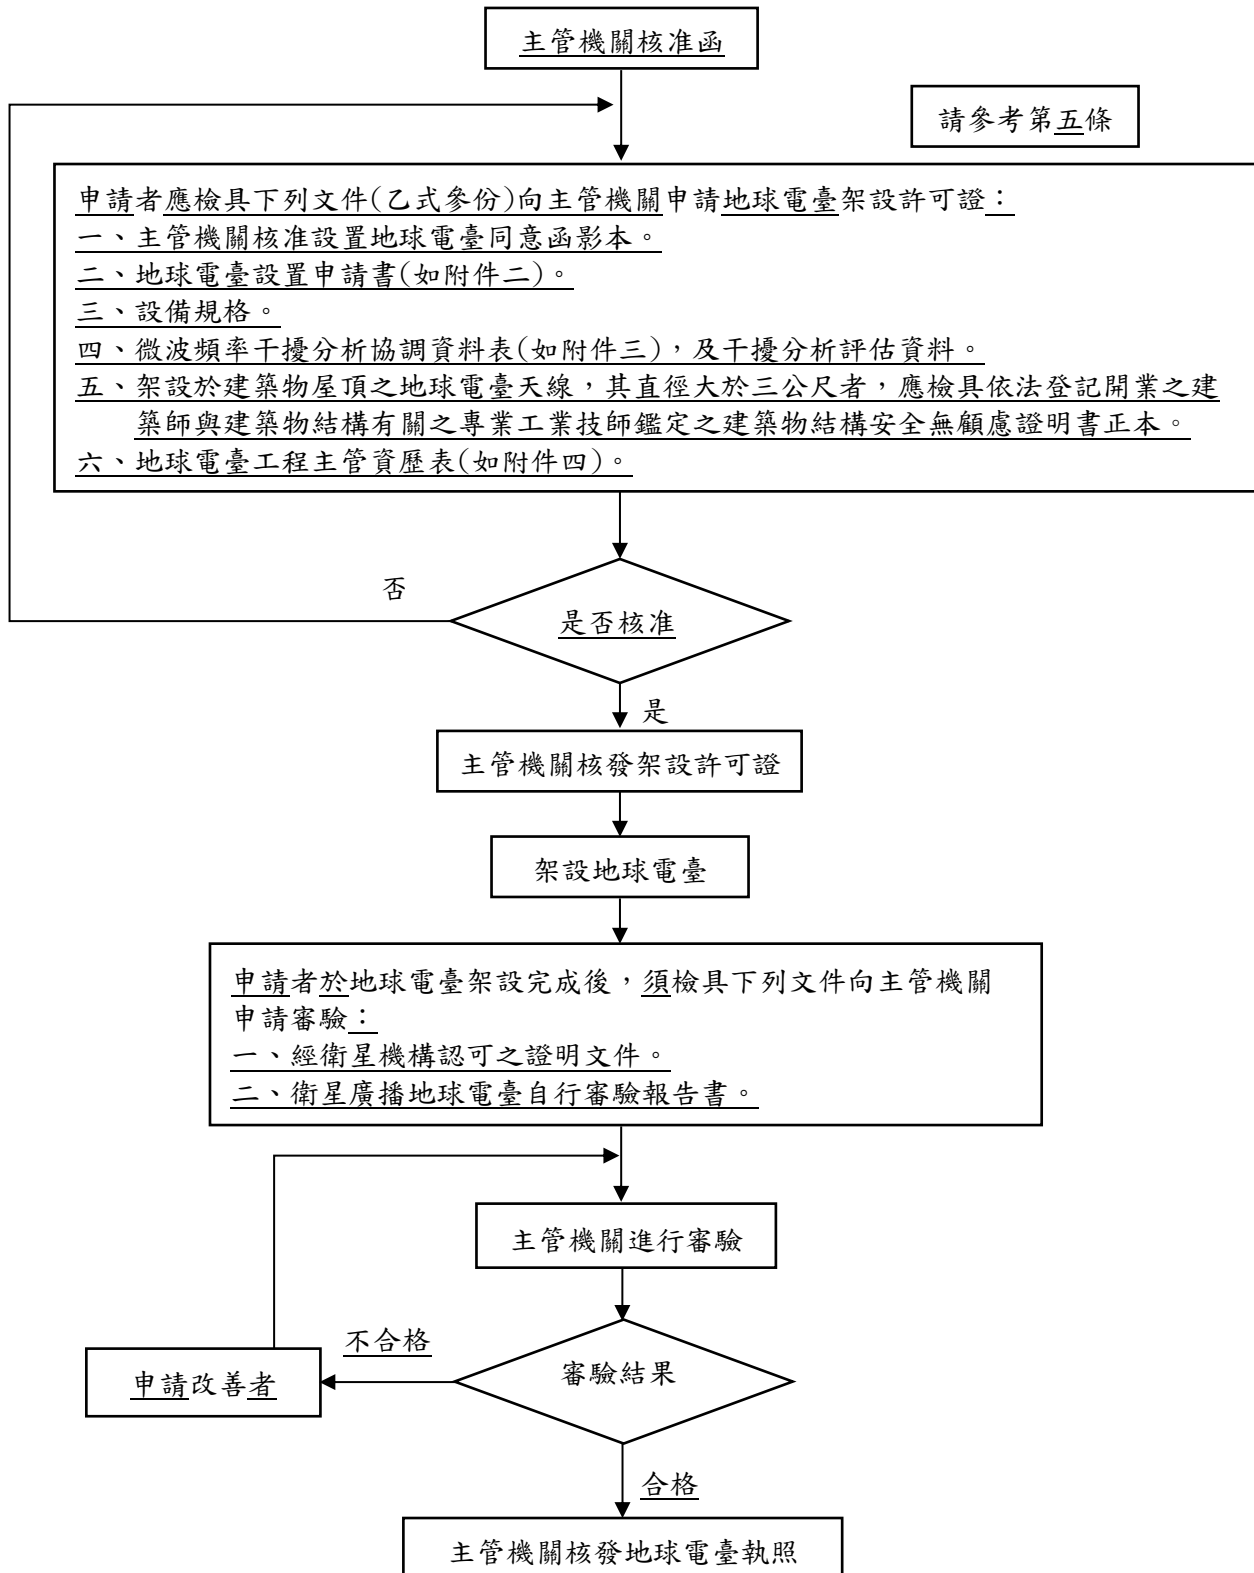 主管機關核准函
請參考第五條
申請者應檢具下列文件(乙式參份)向主管機關申請地球電臺架設許可證：
一、主管機關核准設置地球電臺同意函影本。
二、地球電臺設置申請書(如附件二)。
三、設備規格。
四、微波頻率干擾分析協調資料表(如附件三)，及干擾分析評估資料。
五、架設於建築物屋頂之地球電臺天線，其直徑大於三公尺者，應檢具依法登記開業之建
築師與建築物結構有關之專業工業技師鑑定之建築物結構安全無顧慮證明書正本。
六、地球電臺工程主管資歷表(如附件四)。
否
是否核准
是
主管機關核發架設許可證
架設地球電臺
申請者於地球電臺架設完成後，須檢具下列文件向主管機關
申請審驗：
一、經衛星機構認可之證明文件。
二、衛星廣播地球電臺自行審驗報告書。
主管機關進行審驗
不合格
審驗結果
申請改善者
合格
主管機關核發地球電臺執照